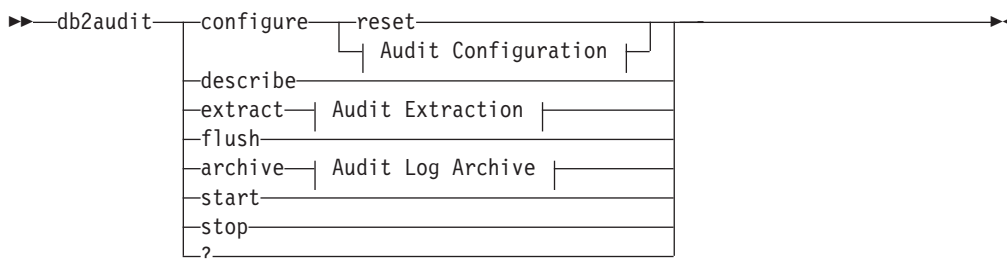 db2audit configure reset
Audit Configuration
describe
extract Audit Extraction
flush
archive Audit Log Archive
start
stop
?